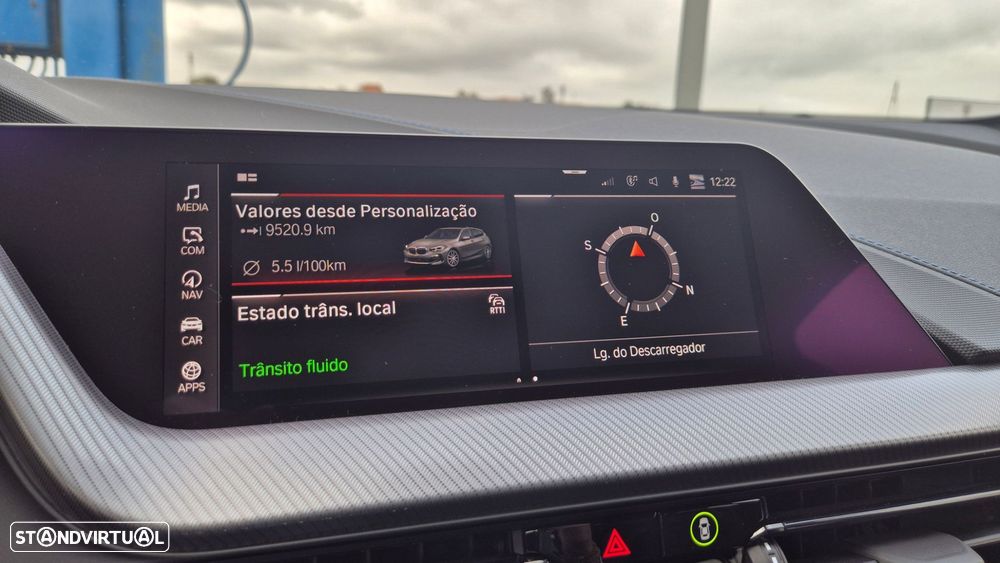 12:22
MEDIA
COM
NAV
CAR
APPS
Valores desde Personalização
9520.9 km
5.5 l/100km
Estado trâns. local
RTTI
Trânsito fluido
O
S
N
E
Lg. do Descarregador
STANDVIRTUAL